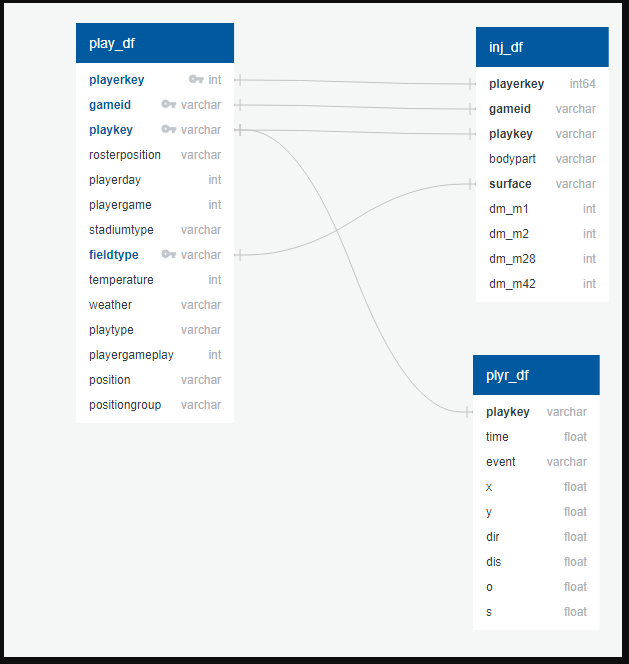 play_df
playerkey int
gameid varchar
playkey varchar
rosterposition varchar
playerday int
playergame int
stadiumtype varchar
fieldtype varchar
temperature int
weather varchar
playtype varchar
playergameplay int
position varchar
positiongroup varchar
inj_df
playerkey int64
gameid varchar
playkey varchar
bodypart varchar
surface varchar
dm_m1 int
dm_m2 int
dm_m28 int
dm_m42 int
plyr_df
playkey varchar
time float
event varchar
x float
y float
dir float
dis float
o float
s float